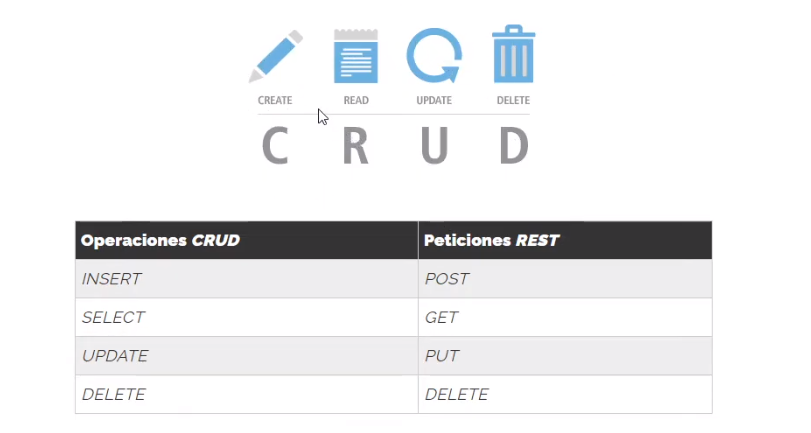 CREATE READ UPDATE DELETE
C R U D
Operaciones CRUD Peticiones REST
INSERT POST
SELECT GET
UPDATE PUT
DELETE DELETE